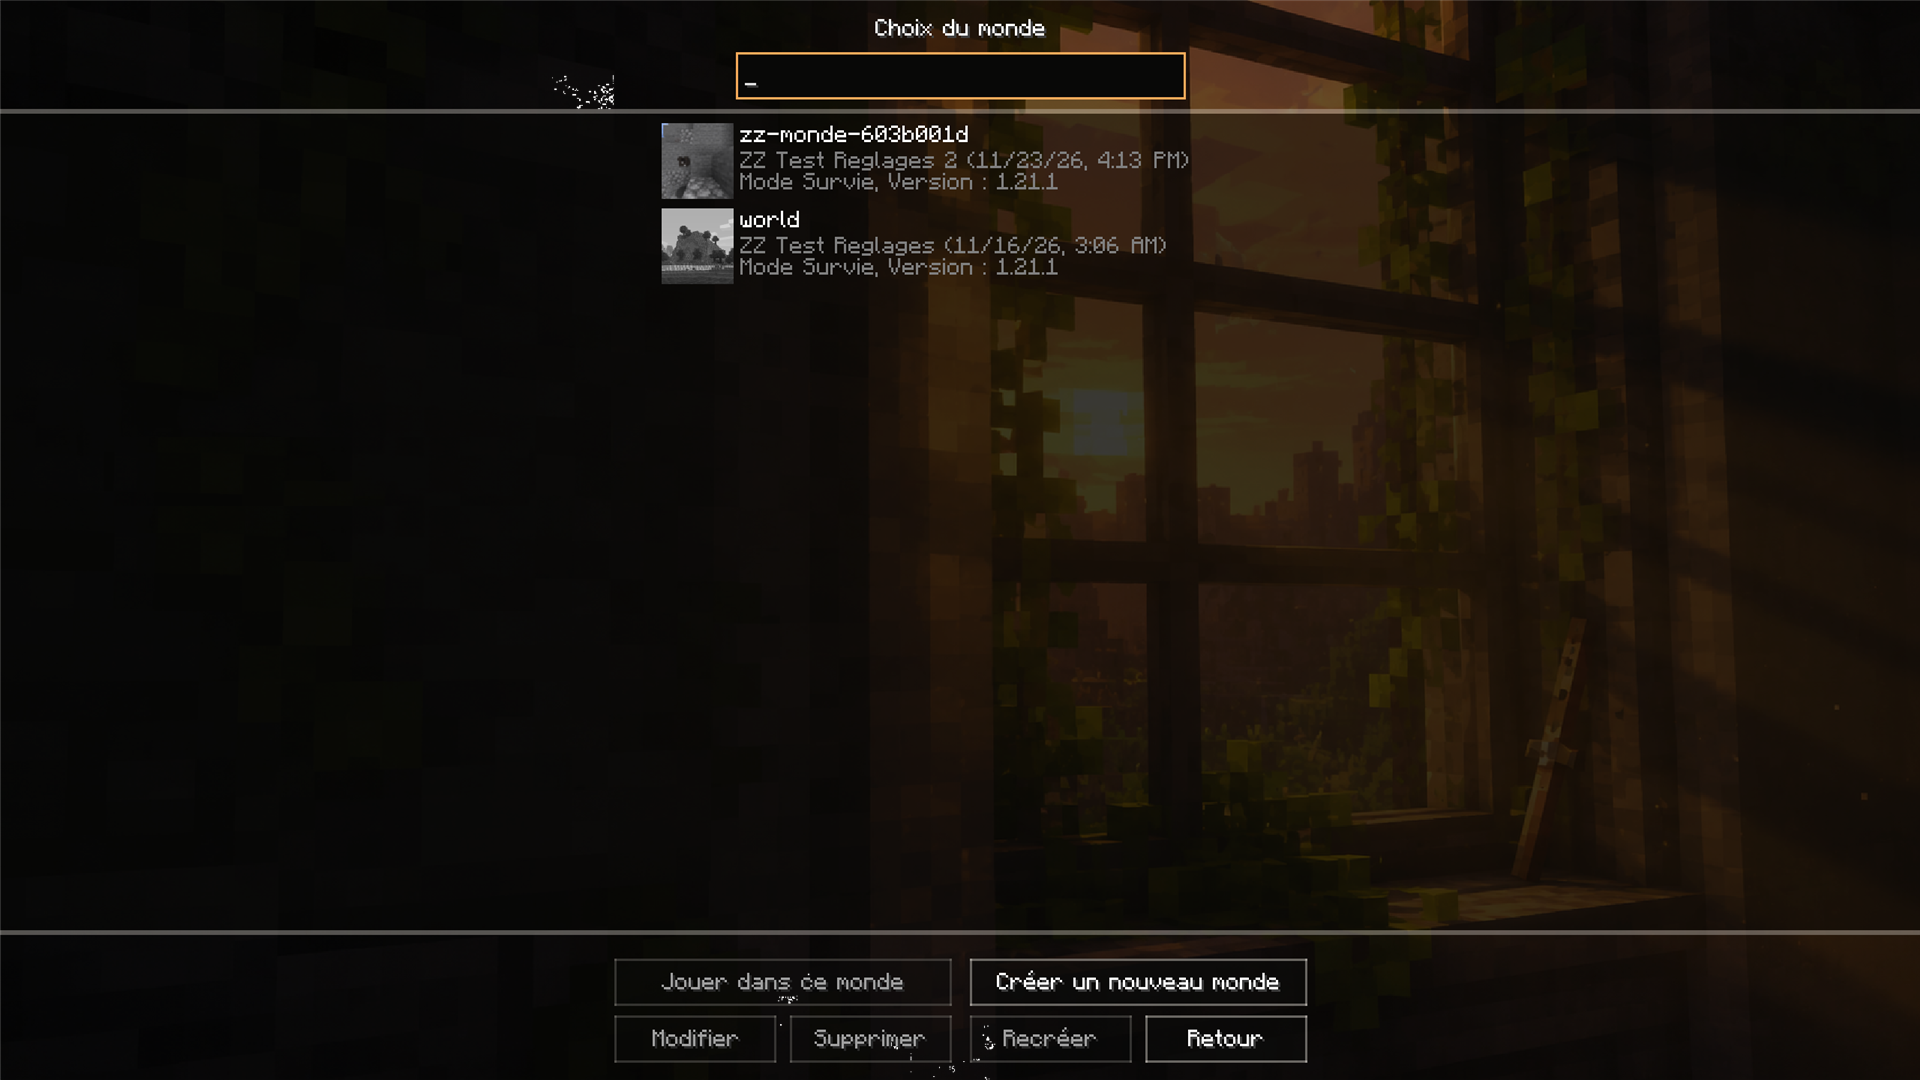 Choix du monde
_
zz-monde-603b001d
ZZ Test Reglages 2 (11/23/26, 4:13 PM)
Mode Survie, Version : 1.21.1
world
ZZ Test Reglages (11/16/26, 3:06 AM)
Mode Survie, Version : 1.21.1
Jouer dans ce monde
Créer un nouveau monde
Modifier
Supprimer
Recréer
Retour